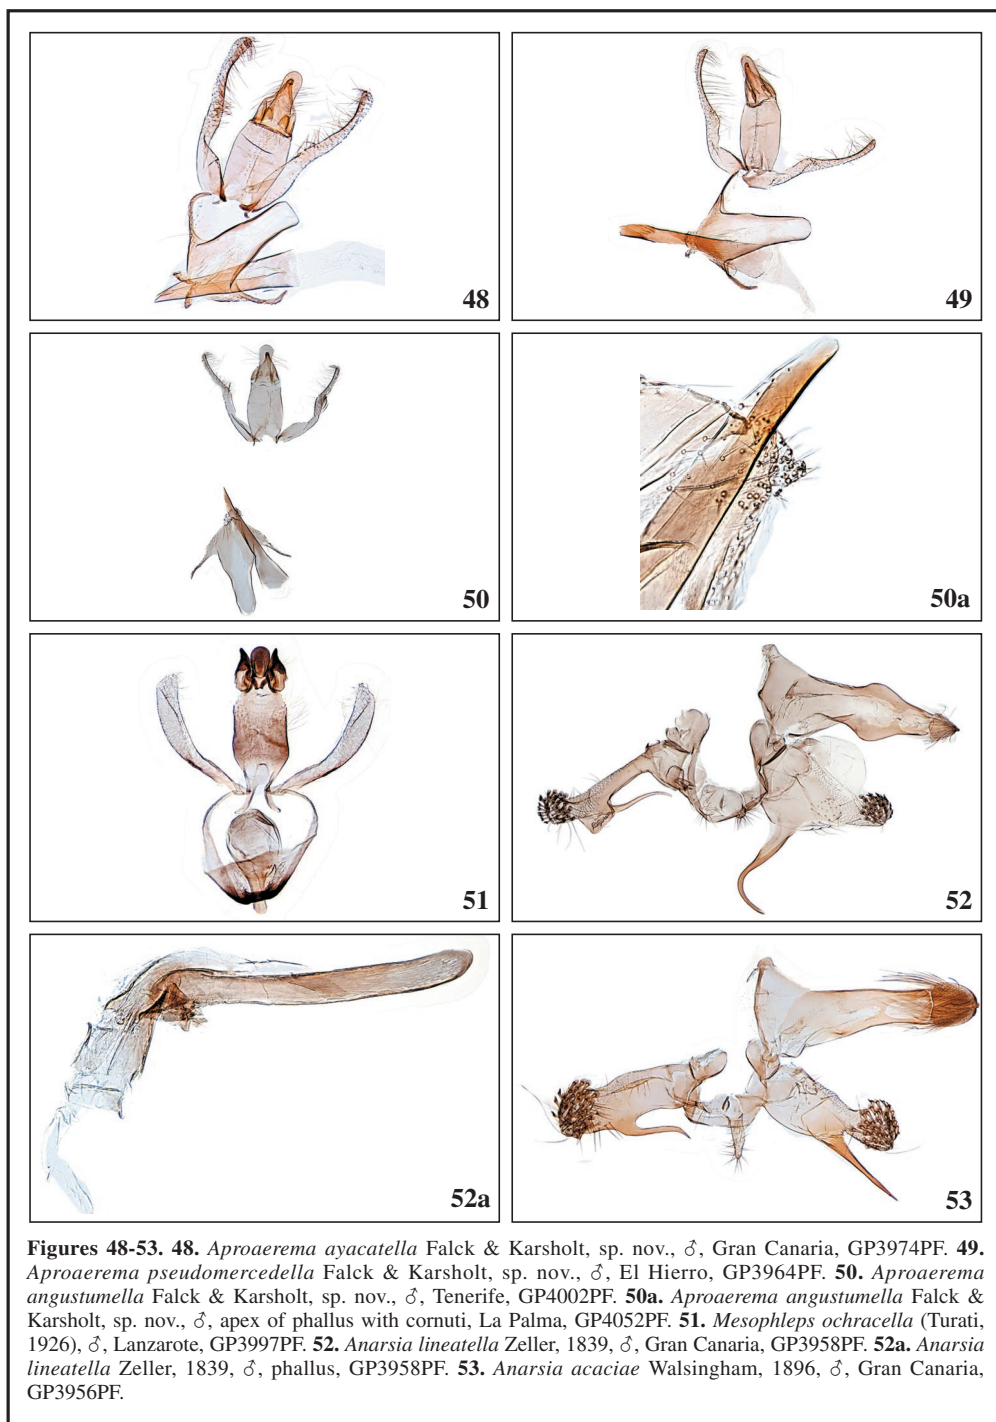 48
49
50
50a
51
52
52a
53
Figures 48-53. 48. Aproaerema ayacatella Falck & Karsholt, sp. nov., ♂, Gran Canaria, GP3974PF. 49.
Aproaerema pseudomercedella Falck & Karsholt, sp. nov., ♂, El Hierro, GP3964PF. 50. Aproaerema
angustumella Falck & Karsholt, sp. nov., ♂, Tenerife, GP4002PF. 50a. Aproaerema angustumella Falck &
Karsholt, sp. nov., ♂, apex of phallus with cornuti, La Palma, GP4052PF. 51. Mesophleps ochracella (Turati,
1926), ♂, Lanzarote, GP3997PF. 52. Anarsia lineatella Zeller, 1839, ♂, Gran Canaria, GP3958PF. 52a. Anarsia
lineatella Zeller, 1839, ♂, phallus, GP3958PF. 53. Anarsia acaciae Walsingham, 1896, ♂, Gran Canaria,
GP3956PF.